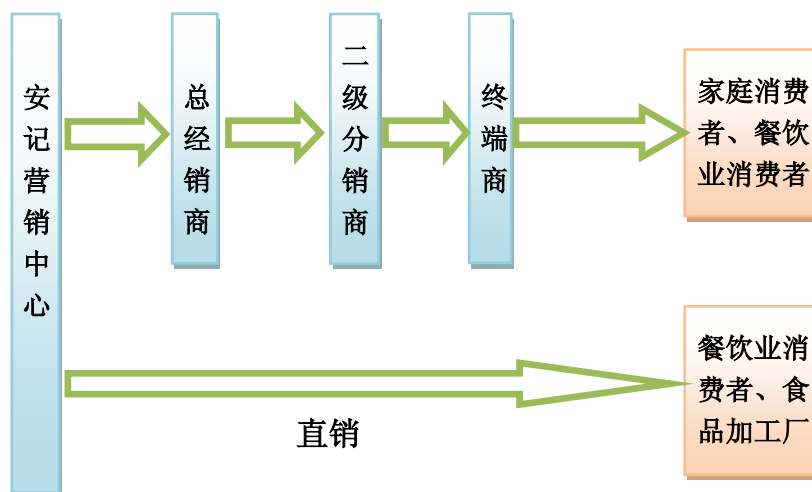 安记营销中心
总经销商
二级分销商
终端商
家庭消费
者、餐饮
业消费者
餐饮业消
费者、食
品加工厂
直销